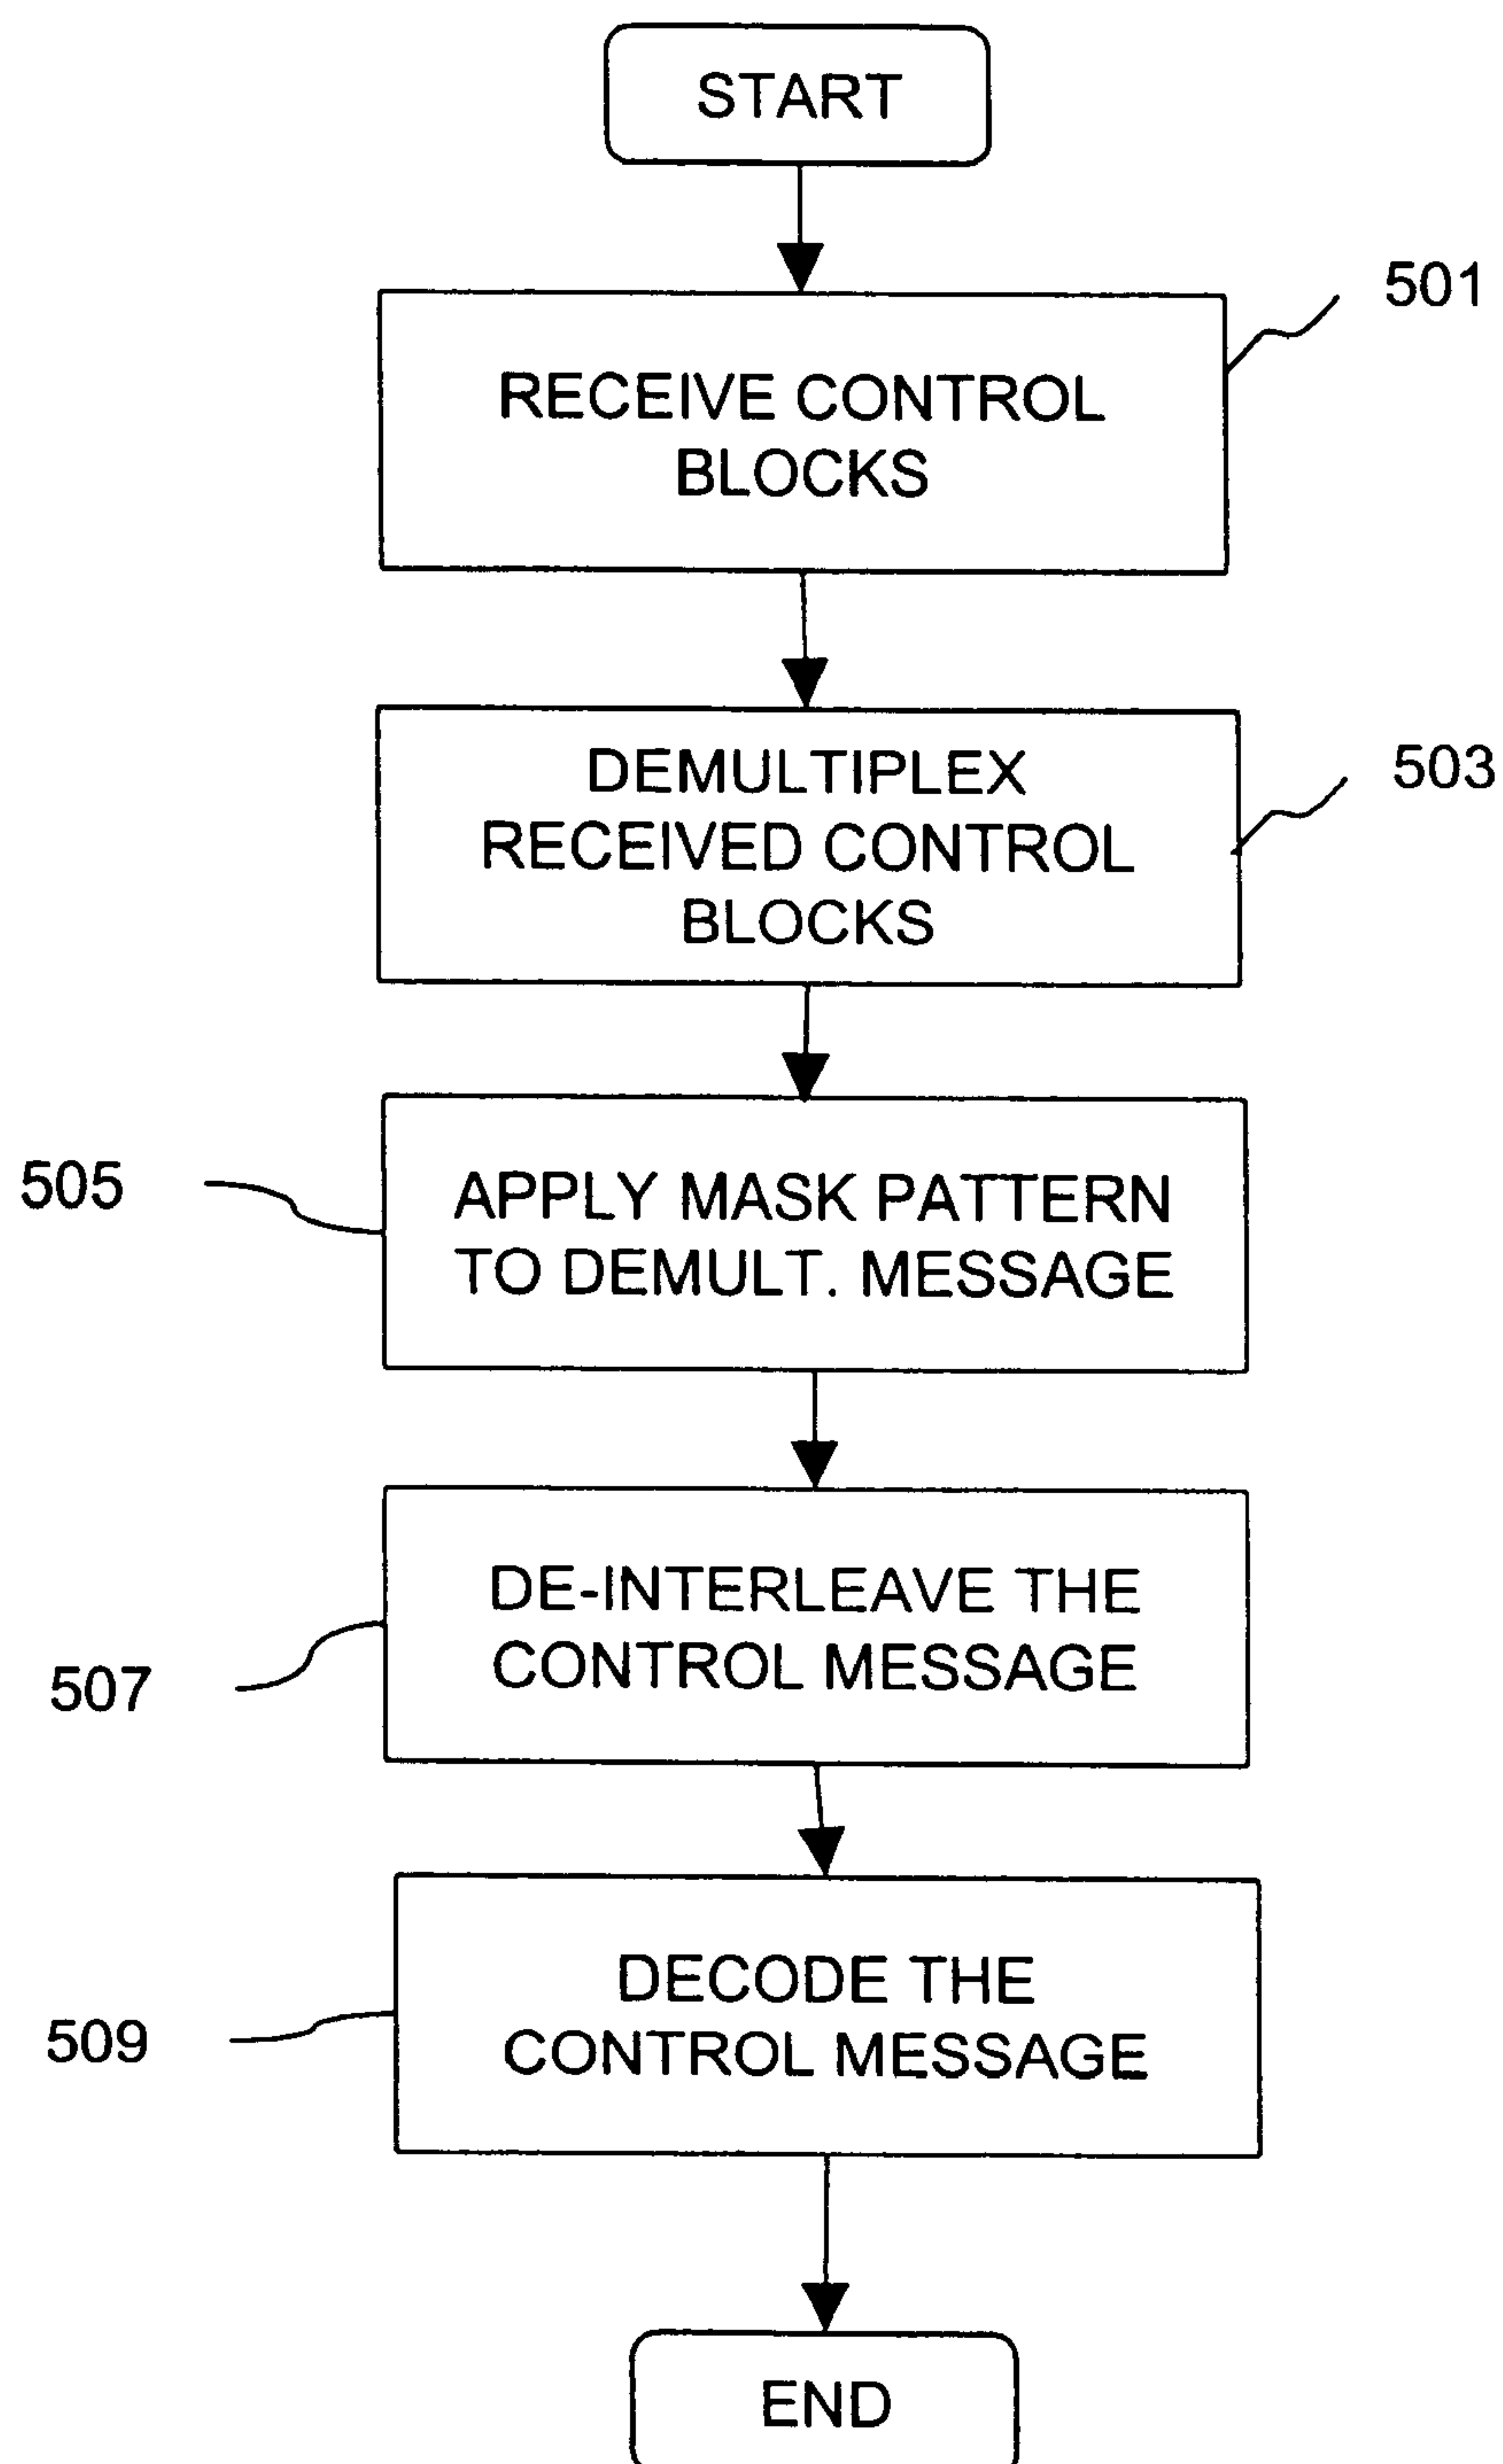 START
501
RECEIVE CONTROL
BLOCKS
503
DEMULTIPLEX
RECEIVED CONTROL
BLOCKS
505
APPLY MASK PATTERN
TO DEMULT. MESSAGE
507
DE-INTERLEAVE THE
CONTROL MESSAGE
509
DECODE THE
CONTROL MESSAGE
END